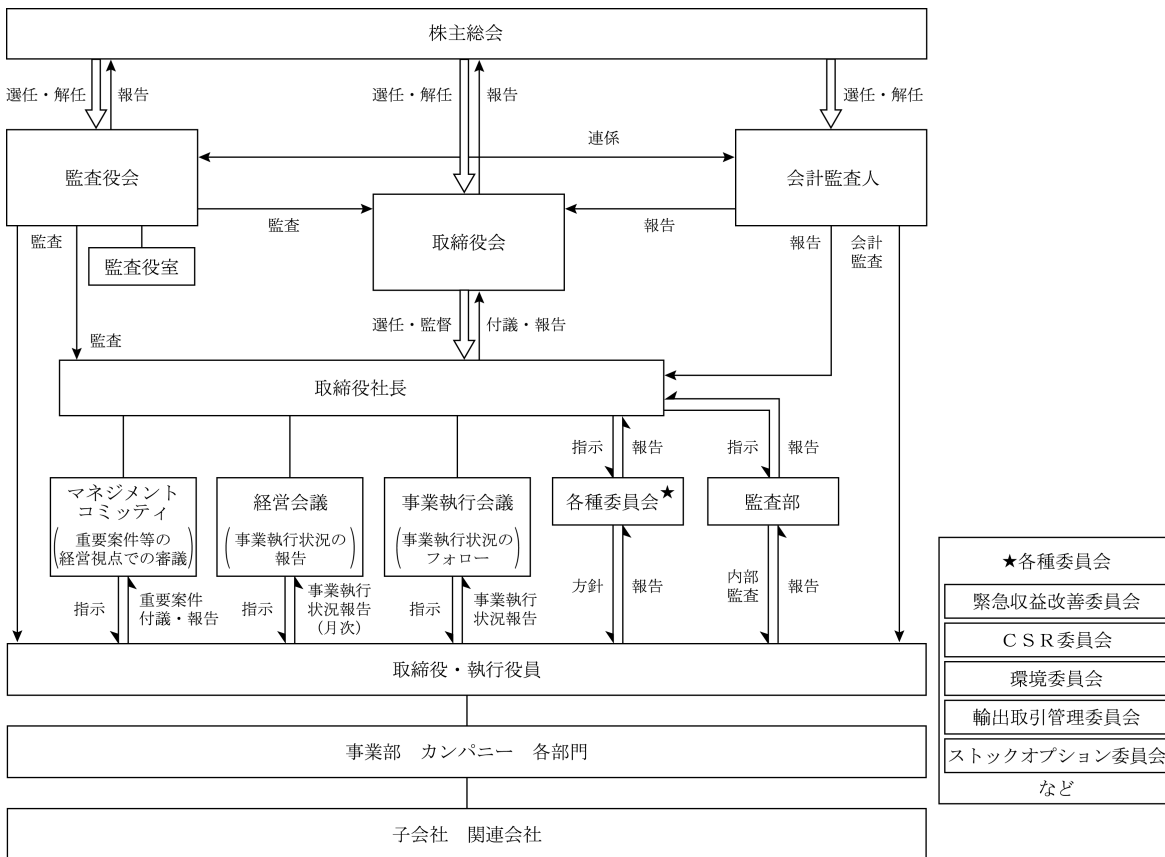 株主総会
選任・解任
報告
選任・解任
報告
選任・解任
監査役会
連係
会計監査人
監査
取締役会
報告
監査
監査役室
報告
会計
監査
選任・監督
付議・報告
監査
取締役社長
指示
報告
指示
報告
マネジメント
コミッティ
(重要案件等の
経営視点での審議)
経営会議
(事業執行状況の
報告)
事業執行会議
(事業執行状況の
フォロー)
各種委員会★
監査部
指示
重要案件
付議・報告
指示
事業執行
状況報告
(月次)
指示
事業執行
状況報告
方針
報告
内部
監査
報告
取締役・執行役員
事業部 カンパニー 各部門
子会社 関連会社
★各種委員会
緊急収益改善委員会
CSR委員会
環境委員会
輸出取引管理委員会
ストックオプション委員会
など